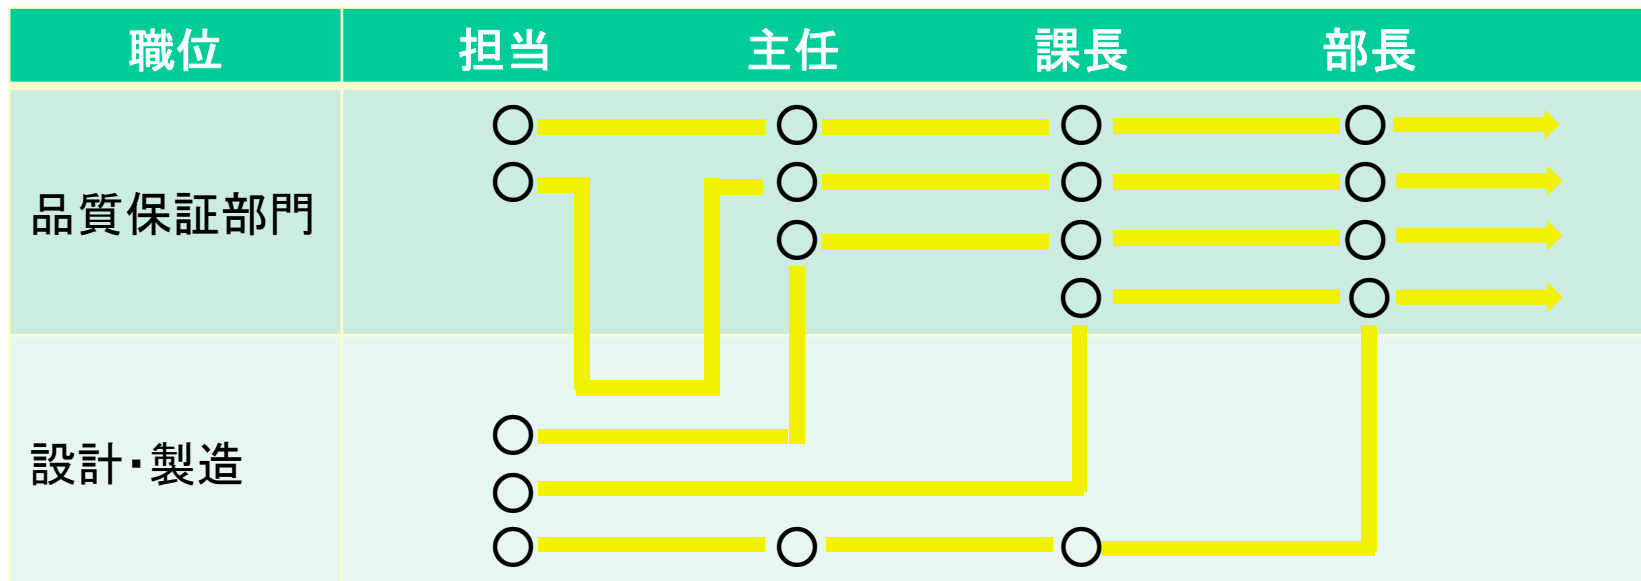 職位 担当 主任 課長 部長
品質保証部門
設計・製造